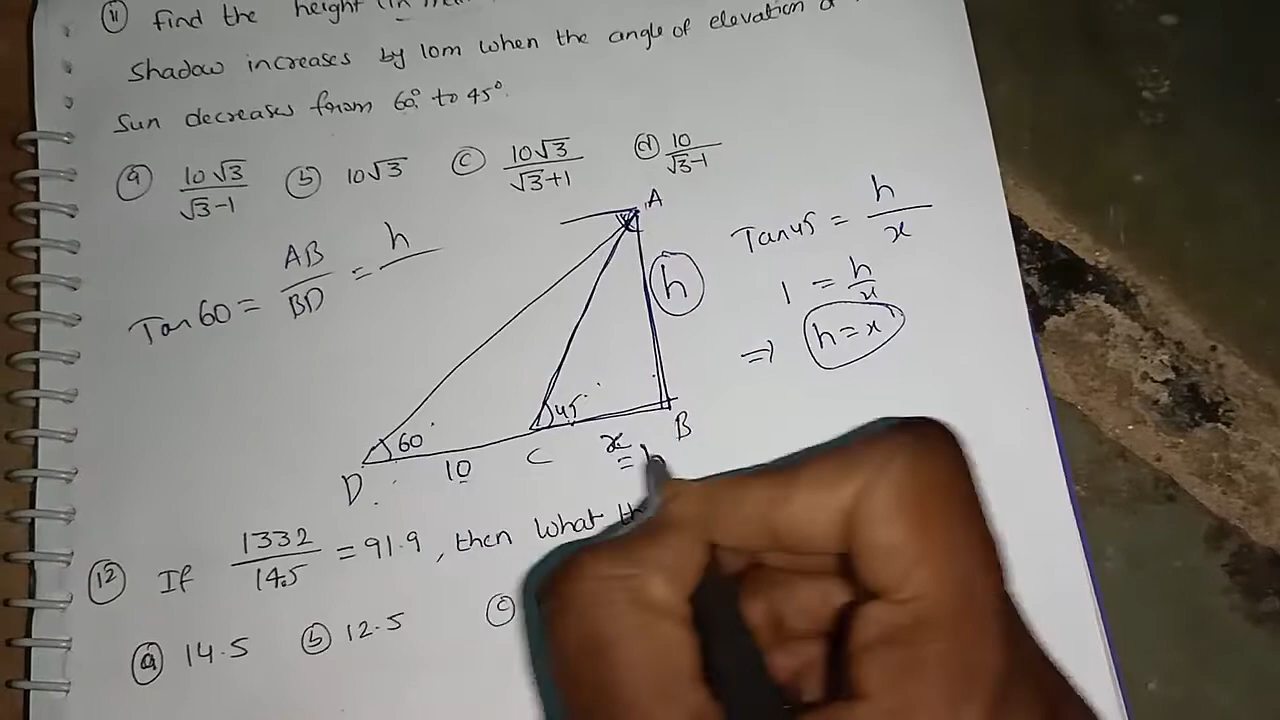 ⑪ Find the height (in
Shadow increases by 10m when the angle of elevation
Sun decreases from 60° to 45°.
ⓐ 10√3/√3-1 ⓑ 10√3 ⓒ 10√3/√3+1 ⓓ 10/√3-1
Tan60 = AB/BD = h/
A
h
60
45
D
10
C
x
= h
B
Tan45 = h/x
1 = h/x
⇒ h=x
⑫ If 1332/14.5 = 91.9, then What
ⓐ 14.5 ⓑ 12.5 ⓒ